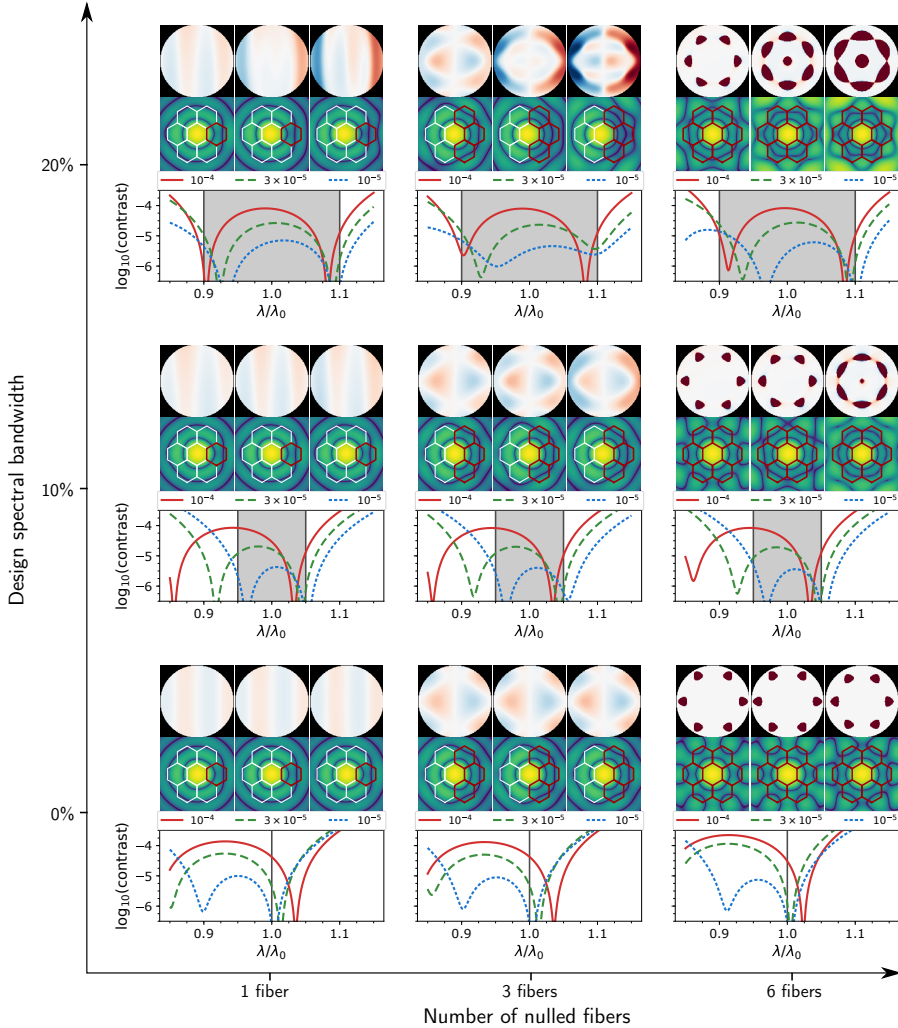 20%
10⁻⁴ 3 × 10⁻⁵ 10⁻⁵ 10⁻⁴ 3 × 10⁻⁵ 10⁻⁵ 10⁻⁴ 3 × 10⁻⁵ 10⁻⁵
log₁₀(contrast)
−4
−5
−6
0.9 1.0 1.1 0.9 1.0 1.1 0.9 1.0 1.1
λ/λ₀ λ/λ₀ λ/λ₀
Design spectral bandwidth
10%
10⁻⁴ 3 × 10⁻⁵ 10⁻⁵ 10⁻⁴ 3 × 10⁻⁵ 10⁻⁵ 10⁻⁴ 3 × 10⁻⁵ 10⁻⁵
log₁₀(contrast)
−4
−5
−6
0.9 1.0 1.1 0.9 1.0 1.1 0.9 1.0 1.1
λ/λ₀ λ/λ₀ λ/λ₀
0%
10⁻⁴ 3 × 10⁻⁵ 10⁻⁵ 10⁻⁴ 3 × 10⁻⁵ 10⁻⁵ 10⁻⁴ 3 × 10⁻⁵ 10⁻⁵
log₁₀(contrast)
−4
−5
−6
0.9 1.0 1.1 0.9 1.0 1.1 0.9 1.0 1.1
λ/λ₀ λ/λ₀ λ/λ₀
1 fiber 3 fibers 6 fibers
Number of nulled fibers